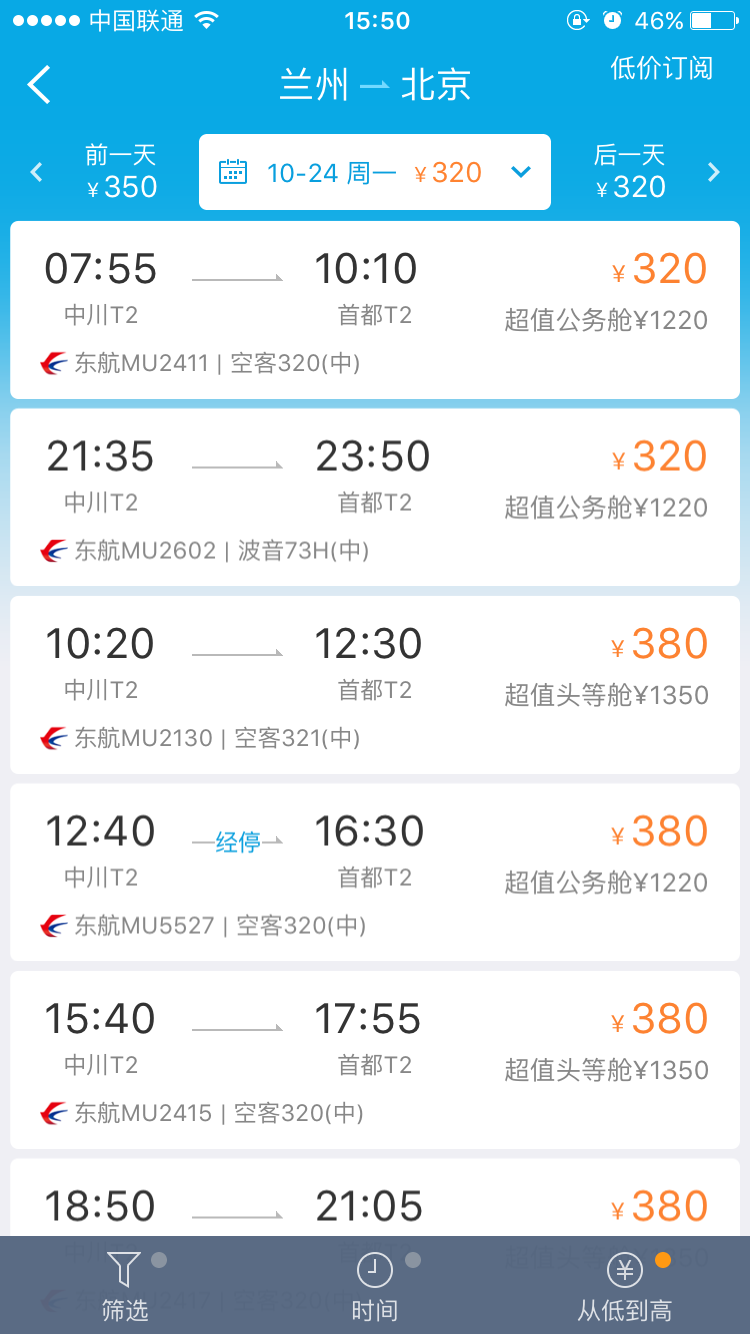 中国联通 15:50 46%
兰州 北京 低价订阅
前一天 10-24 周一 ¥320 后一天
¥350 ¥320
07:55 10:10 ¥320
中川T2 首都T2 超值公务舱¥1220
东航MU2411 | 空客320(中)
21:35 23:50 ¥320
中川T2 首都T2 超值公务舱¥1220
东航MU2602 | 波音73H(中)
10:20 12:30 ¥380
中川T2 首都T2 超值头等舱¥1350
东航MU2130 | 空客321(中)
12:40 经停 16:30 ¥380
中川T2 首都T2 超值公务舱¥1220
东航MU5527 | 空客320(中)
15:40 17:55 ¥380
中川T2 首都T2 超值头等舱¥1350
东航MU2415 | 空客320(中)
18:50 21:05 ¥380
筛选 时间 从低到高